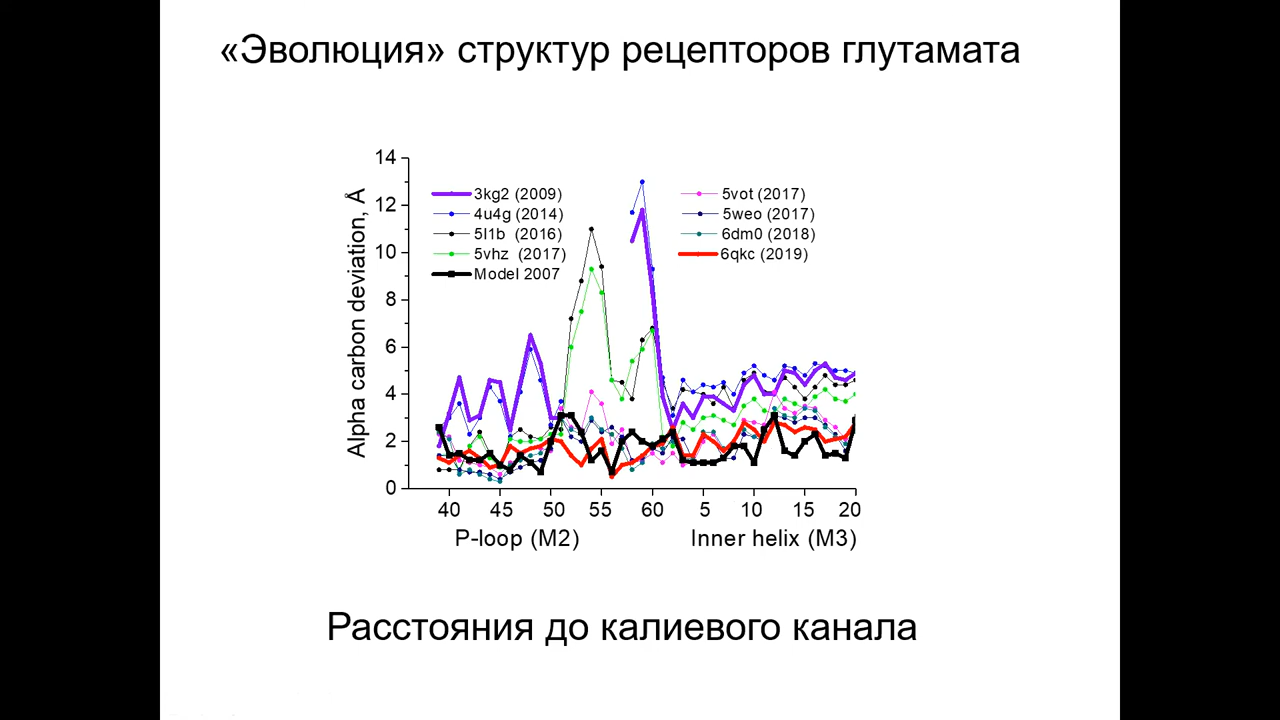 «Эволюция» структур рецепторов глутамата
Alpha carbon deviation, Å
14
12
10
8
6
4
2
0
3kg2 (2009)
4u4g (2014)
5l1b (2016)
5vhz (2017)
Model 2007
5vot (2017)
5weo (2017)
6dm0 (2018)
6qkc (2019)
40 45 50 55 60 5 10 15 20
P-loop (M2) Inner helix (M3)
Расстояния до калиевого канала